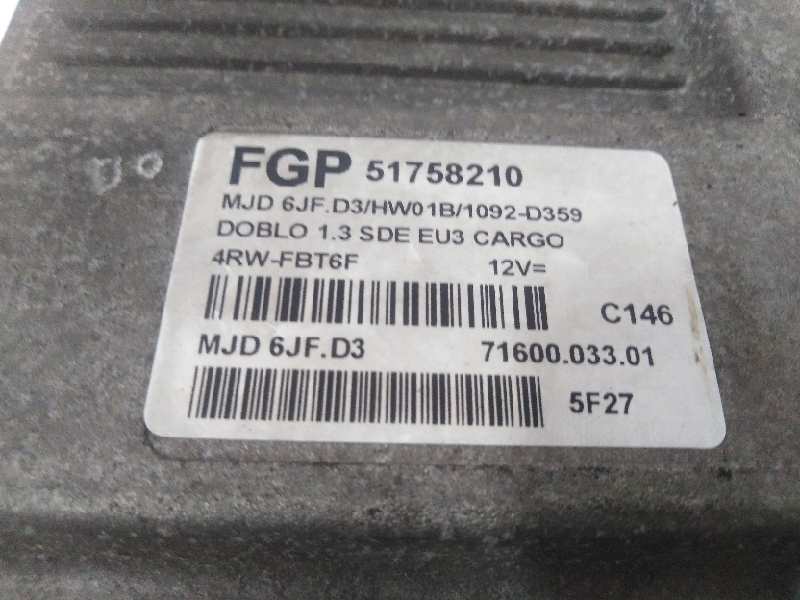 FGP 51758210
MJD 6JF.D3/HW01B/1092-D359
DOBLO 1.3 SDE EU3 CARGO
4RW-FBT6F 12V=
C146
MJD 6JF.D3 71600.033.01
5F27